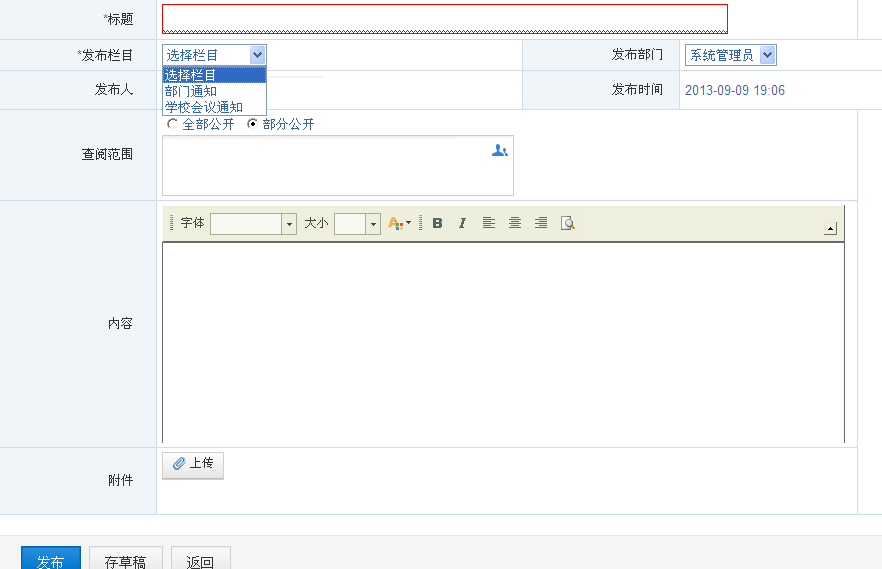 *标题
*发布栏目 选择栏目 发布部门 系统管理员
选择栏目
部门通知
学校会议通知
发布人 发布时间 2013-09-09 19:06
全部公开 部分公开
查阅范围
字体 大小 A B I
内容
上传
附件
发布 存草稿 返回